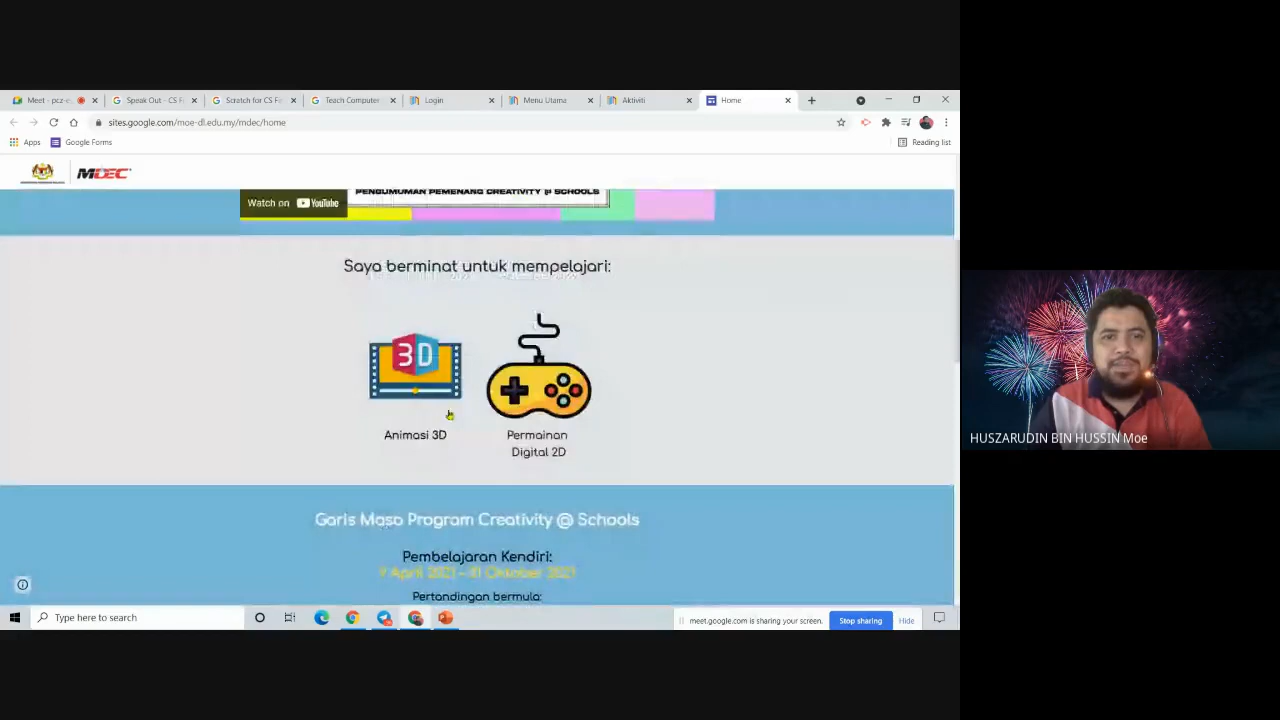 Meet - pcz-e
Speak Out - CS Fi
Scratch for CS Fi
Teach Computer
Login
Menu Utama
Aktiviti
Home
sites.google.com/moe-dl.edu.my/mdec/home
Apps
Google Forms
Reading list
MDEC
PENGUMUMAN PEMENANG CREATIVITY @ SCHOOLS
Watch on YouTube
Saya berminat untuk mempelajari:
3D
Animasi 3D
Permainan
Digital 2D
HUSZARUDIN BIN HUSSIN Moe
Garis Masa Program Creativity @ Schools
Pembelajaran Kendiri:
Pertandingan bermula:
Type here to search
meet.google.com is sharing your screen.
Stop sharing
Hide